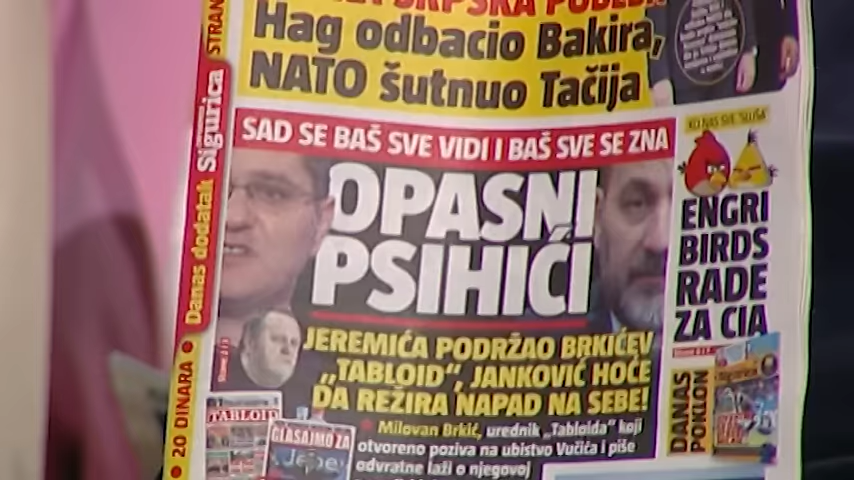 SRPSKA
Hag odbacio Bakira,
NATO šutnuo Tačija
SAD SE BAŠ SVE VIDI I BAŠ SVE SE ZNA
OPASNI
PSIHIĆI
JEREMIĆA PODRŽAO BRKIĆEV
„TABLOID“, JANKOVIĆ HOĆE
DA REŽIRA NAPAD NA SEBE!
Milovan Brkić, urednik „Tabloida“ koji
otvoreno poziva na ubistvo Vučića i piše
odvratne laži o njegovoj
STRAN
Danas dodatak Sigurica
20 DINARA
TABLOID
GLASAJMO ZA
ENGRI
BIRDS
RADE
ZA CIA
DANAS
POKLON